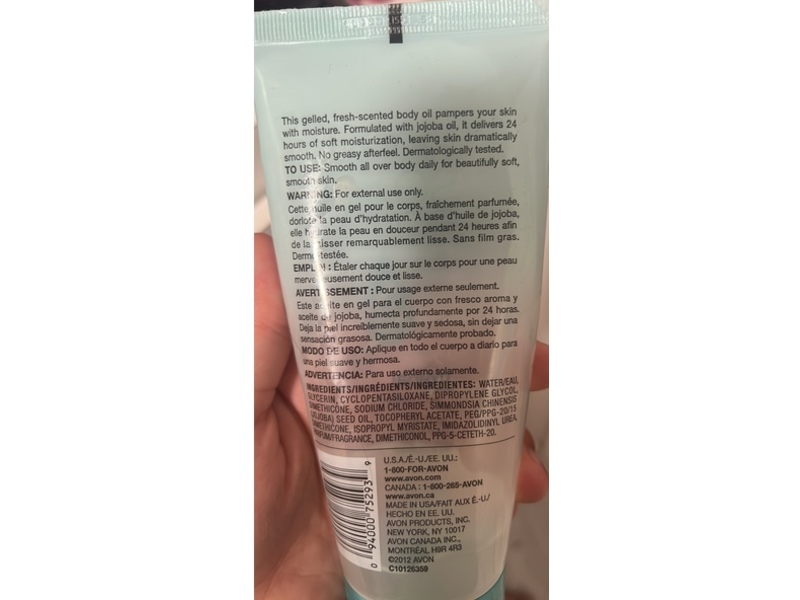 This gelled, fresh-scented body oil pampers your skin
with moisture. Formulated with jojoba oil, it delivers 24
hours of soft moisturization, leaving skin dramatically
smooth. No greasy afterfeel. Dermatologically tested.
TO USE: Smooth all over body daily for beautifully soft,
smooth skin.
WARNING: For external use only.
Cette huile en gel pour le corps, fraîchement parfumée,
dorlote la peau d'hydratation. À base d'huile de jojoba,
elle hydrate la peau en douceur pendant 24 heures afin
de la laisser remarquablement lisse. Sans film gras.
Dermo-testée.
EMPLOI : Étaler chaque jour sur le corps pour une peau
merveilleusement douce et lisse.
AVERTISSEMENT : Pour usage externe seulement.
Este aceite en gel para el cuerpo con fresco aroma y
aceite de jojoba, humecta profundamente por 24 horas.
Deja la piel increíblemente suave y sedosa, sin dejar una
sensación grasosa. Dermatológicamente probado.
MODO DE USO: Aplique en todo el cuerpo a diario para
una piel suave y hermosa.
ADVERTENCIA: Para uso externo solamente.
INGREDIENTS/INGRÉDIENTS/INGREDIENTES: WATER/EAU,
GLYCERIN, CYCLOPENTASILOXANE, DIPROPYLENE GLYCOL,
DIMETHICONE, SODIUM CHLORIDE, SIMMONDSIA CHINENSIS
(JOJOBA) SEED OIL, TOCOPHERYL ACETATE, PEG/PPG-20/15
DIMETHICONE, ISOPROPYL MYRISTATE, IMIDAZOLIDINYL UREA,
PARFUM/FRAGRANCE, DIMETHICONOL, PPG-5-CETETH-20.
U.S.A./É.-U./EE. UU.:
1-800-FOR-AVON
www.avon.com
CANADA : 1-800-265-AVON
www.avon.ca
MADE IN USA/FAIT AUX É.-U./
HECHO EN EE. UU.
AVON PRODUCTS, INC.
NEW YORK, NY 10017
AVON CANADA INC.,
MONTRÉAL H9R 4R3
©2012 AVON
C10126359
0 94000 75293 9